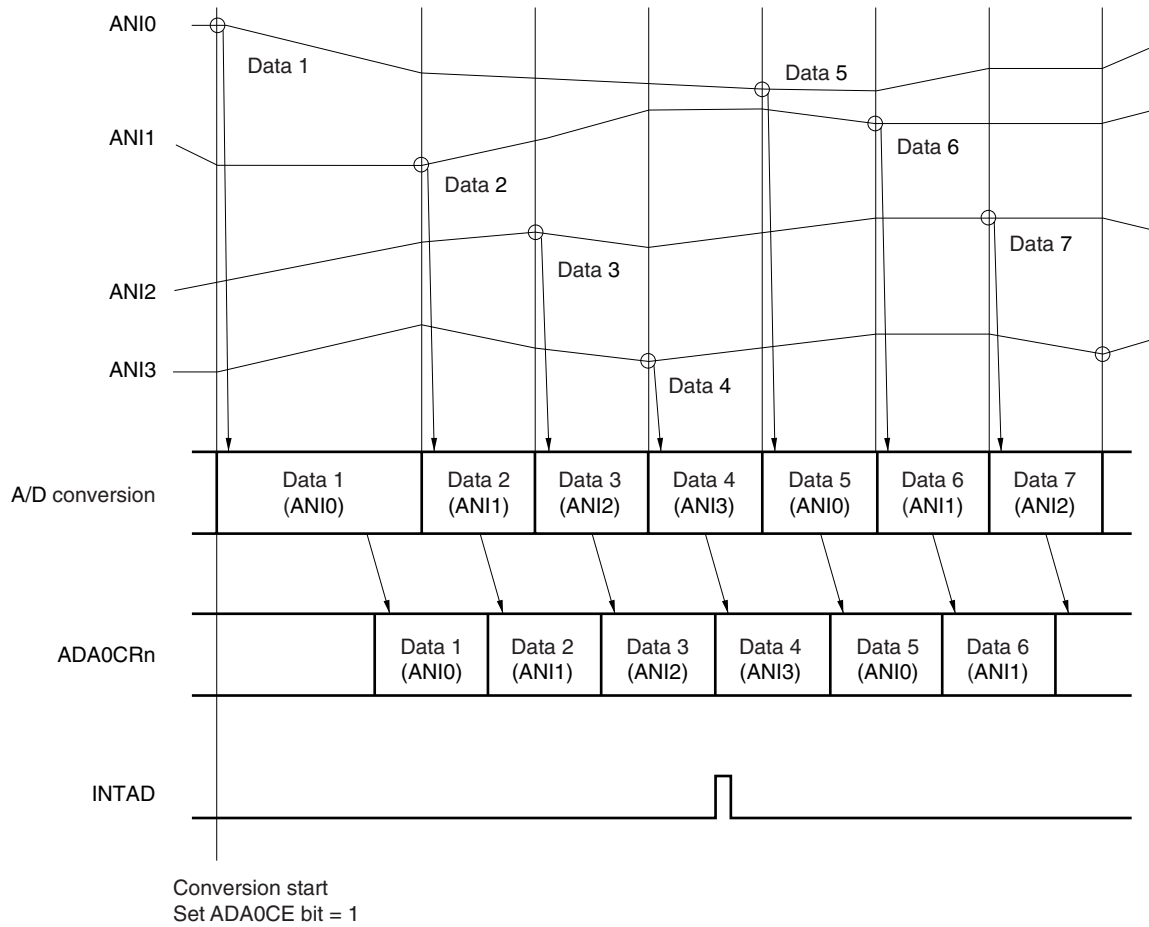 ANI0
Data 1
Data 5
ANI1
Data 6
Data 2
Data 7
Data 3
ANI2
ANI3
Data 4
A/D conversion
Data 1
(ANI0)
Data 2
(ANI1)
Data 3
(ANI2)
Data 4
(ANI3)
Data 5
(ANI0)
Data 6
(ANI1)
Data 7
(ANI2)
ADA0CRn
Data 1
(ANI0)
Data 2
(ANI1)
Data 3
(ANI2)
Data 4
(ANI3)
Data 5
(ANI0)
Data 6
(ANI1)
INTAD
Conversion start
Set ADA0CE bit = 1